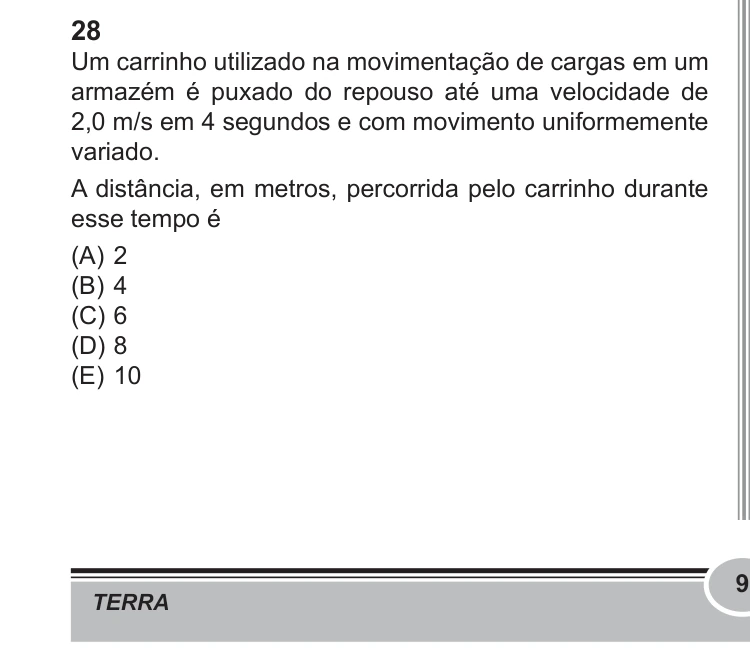 28
Um carrinho utilizado na movimentação de cargas em um
armazém é puxado do repouso até uma velocidade de
2,0 m/s em 4 segundos e com movimento uniformemente
variado.
A distância, em metros, percorrida pelo carrinho durante
esse tempo é
(A) 2
(B) 4
(C) 6
(D) 8
(E) 10
9
TERRA